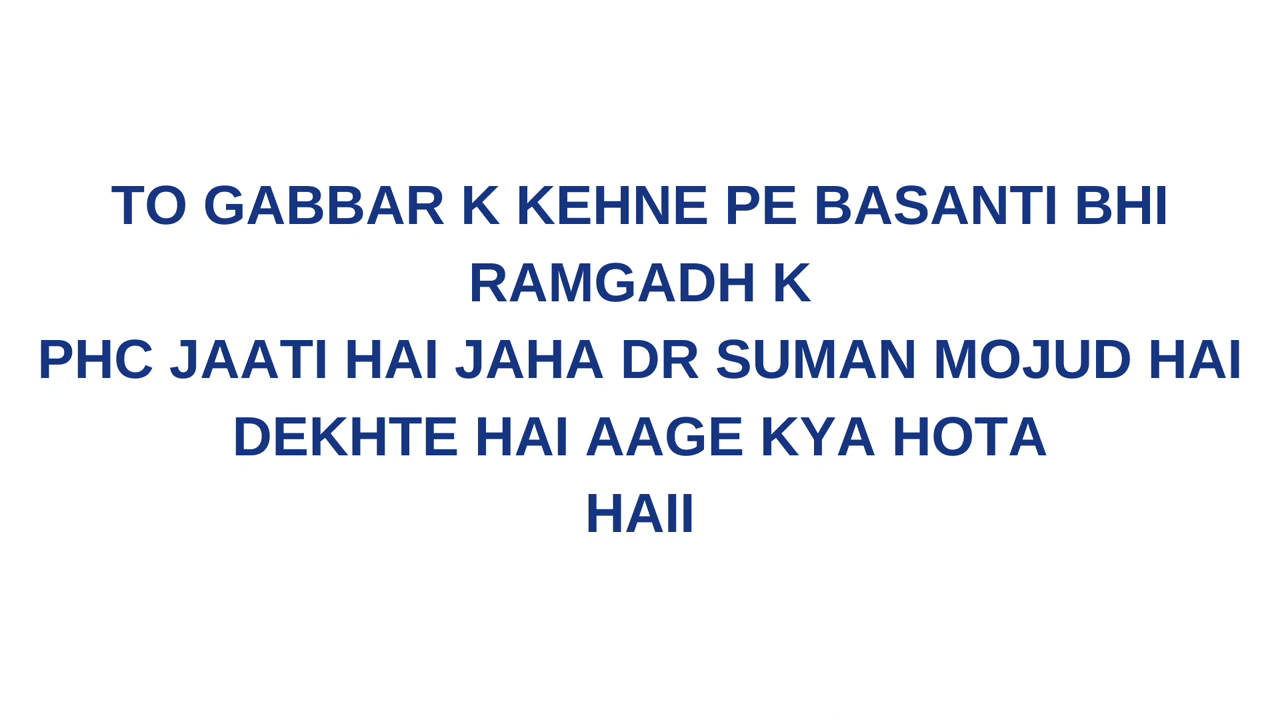 TO GABBAR K KEHNE PE BASANTI BHI
RAMGADH K
PHC JAATI HAI JAHA DR SUMAN MOJUD HAI
DEKHTE HAI AAGE KYA HOTA
HAII